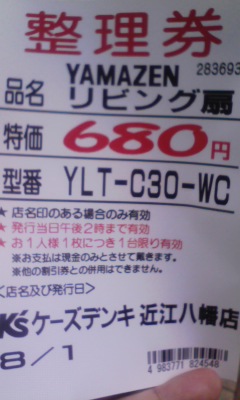 整理券
283693
品名 YAMAZEN リビング扇
特価 680円
型番 YLT-C30-WC
★ 店名印のある場合のみ有効
★ 発行当日午後2時まで有効
★ お1人様1枚につき1台限り有効
※お支払は現金のみとさせて戴きます。
※他の割引券との併用はできません。
<店名及び発行日>
K's ケーズデンキ 近江八幡店
8/1
4 983771 824548